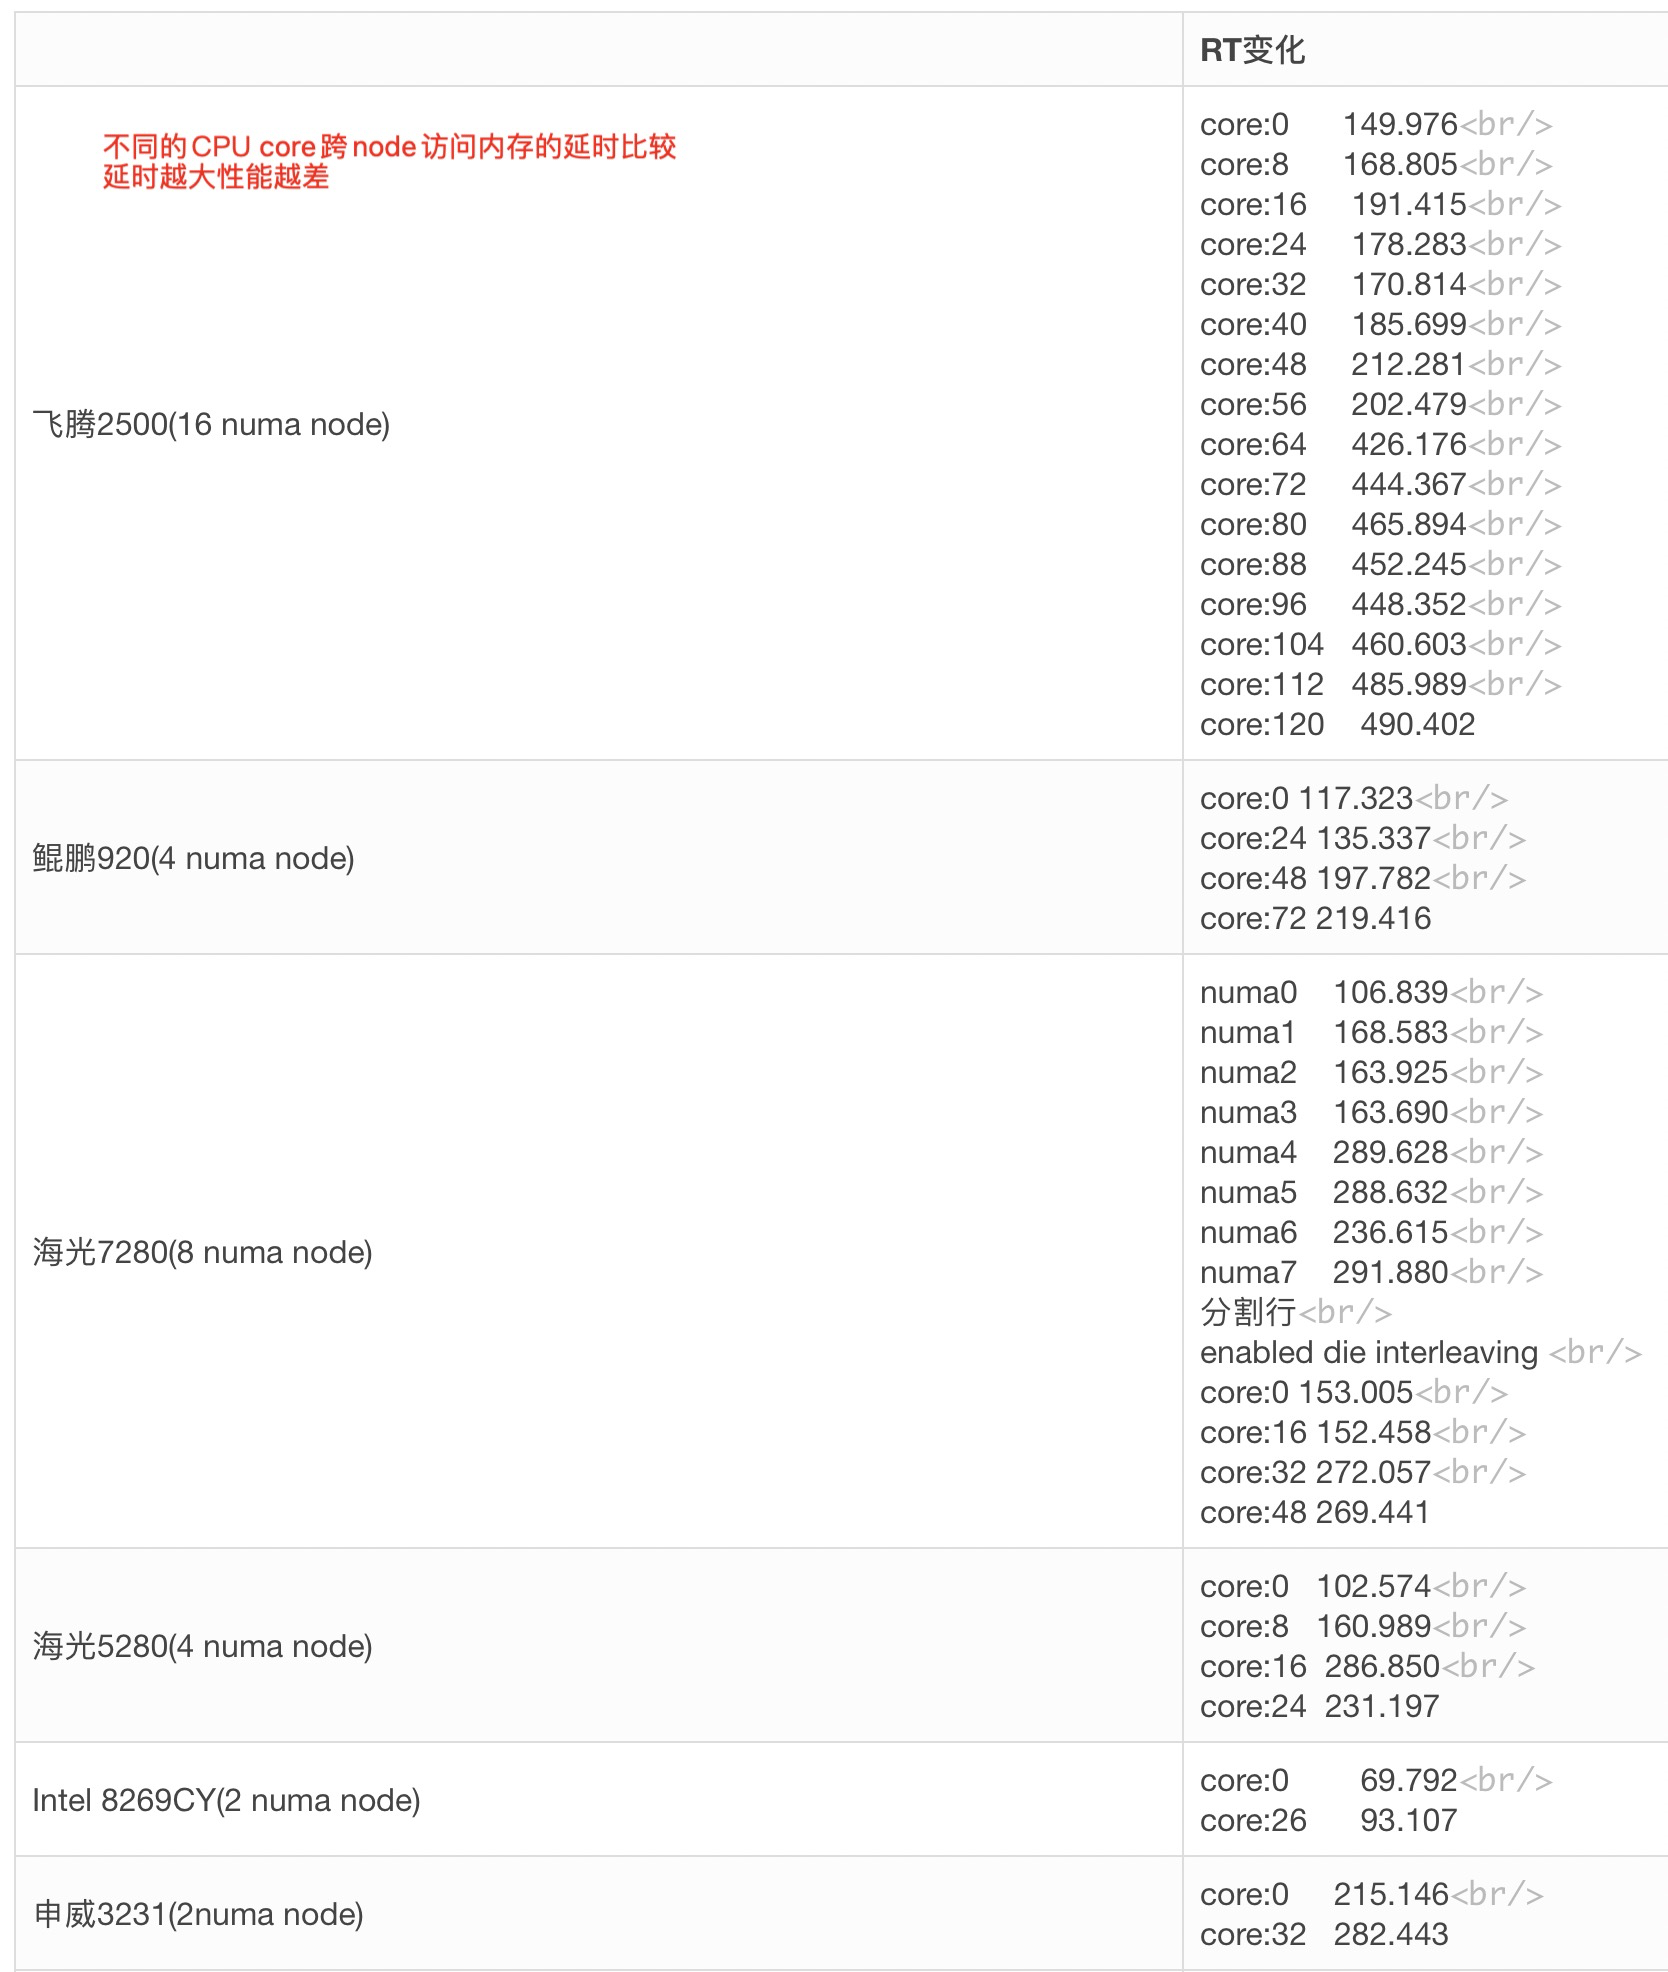 RT变化
不同的CPU core跨node访问内存的延时比较
延时越大性能越差
飞腾2500(16 numa node)
core:0 149.976<br/>
core:8 168.805<br/>
core:16 191.415<br/>
core:24 178.283<br/>
core:32 170.814<br/>
core:40 185.699<br/>
core:48 212.281<br/>
core:56 202.479<br/>
core:64 426.176<br/>
core:72 444.367<br/>
core:80 465.894<br/>
core:88 452.245<br/>
core:96 448.352<br/>
core:104 460.603<br/>
core:112 485.989<br/>
core:120 490.402
鲲鹏920(4 numa node)
core:0 117.323<br/>
core:24 135.337<br/>
core:48 197.782<br/>
core:72 219.416
海光7280(8 numa node)
numa0 106.839<br/>
numa1 168.583<br/>
numa2 163.925<br/>
numa3 163.690<br/>
numa4 289.628<br/>
numa5 288.632<br/>
numa6 236.615<br/>
numa7 291.880<br/>
分割行<br/>
enabled die interleaving <br/>
core:0 153.005<br/>
core:16 152.458<br/>
core:32 272.057<br/>
core:48 269.441
海光5280(4 numa node)
core:0 102.574<br/>
core:8 160.989<br/>
core:16 286.850<br/>
core:24 231.197
Intel 8269CY(2 numa node)
core:0 69.792<br/>
core:26 93.107
申威3231(2numa node)
core:0 215.146<br/>
core:32 282.443